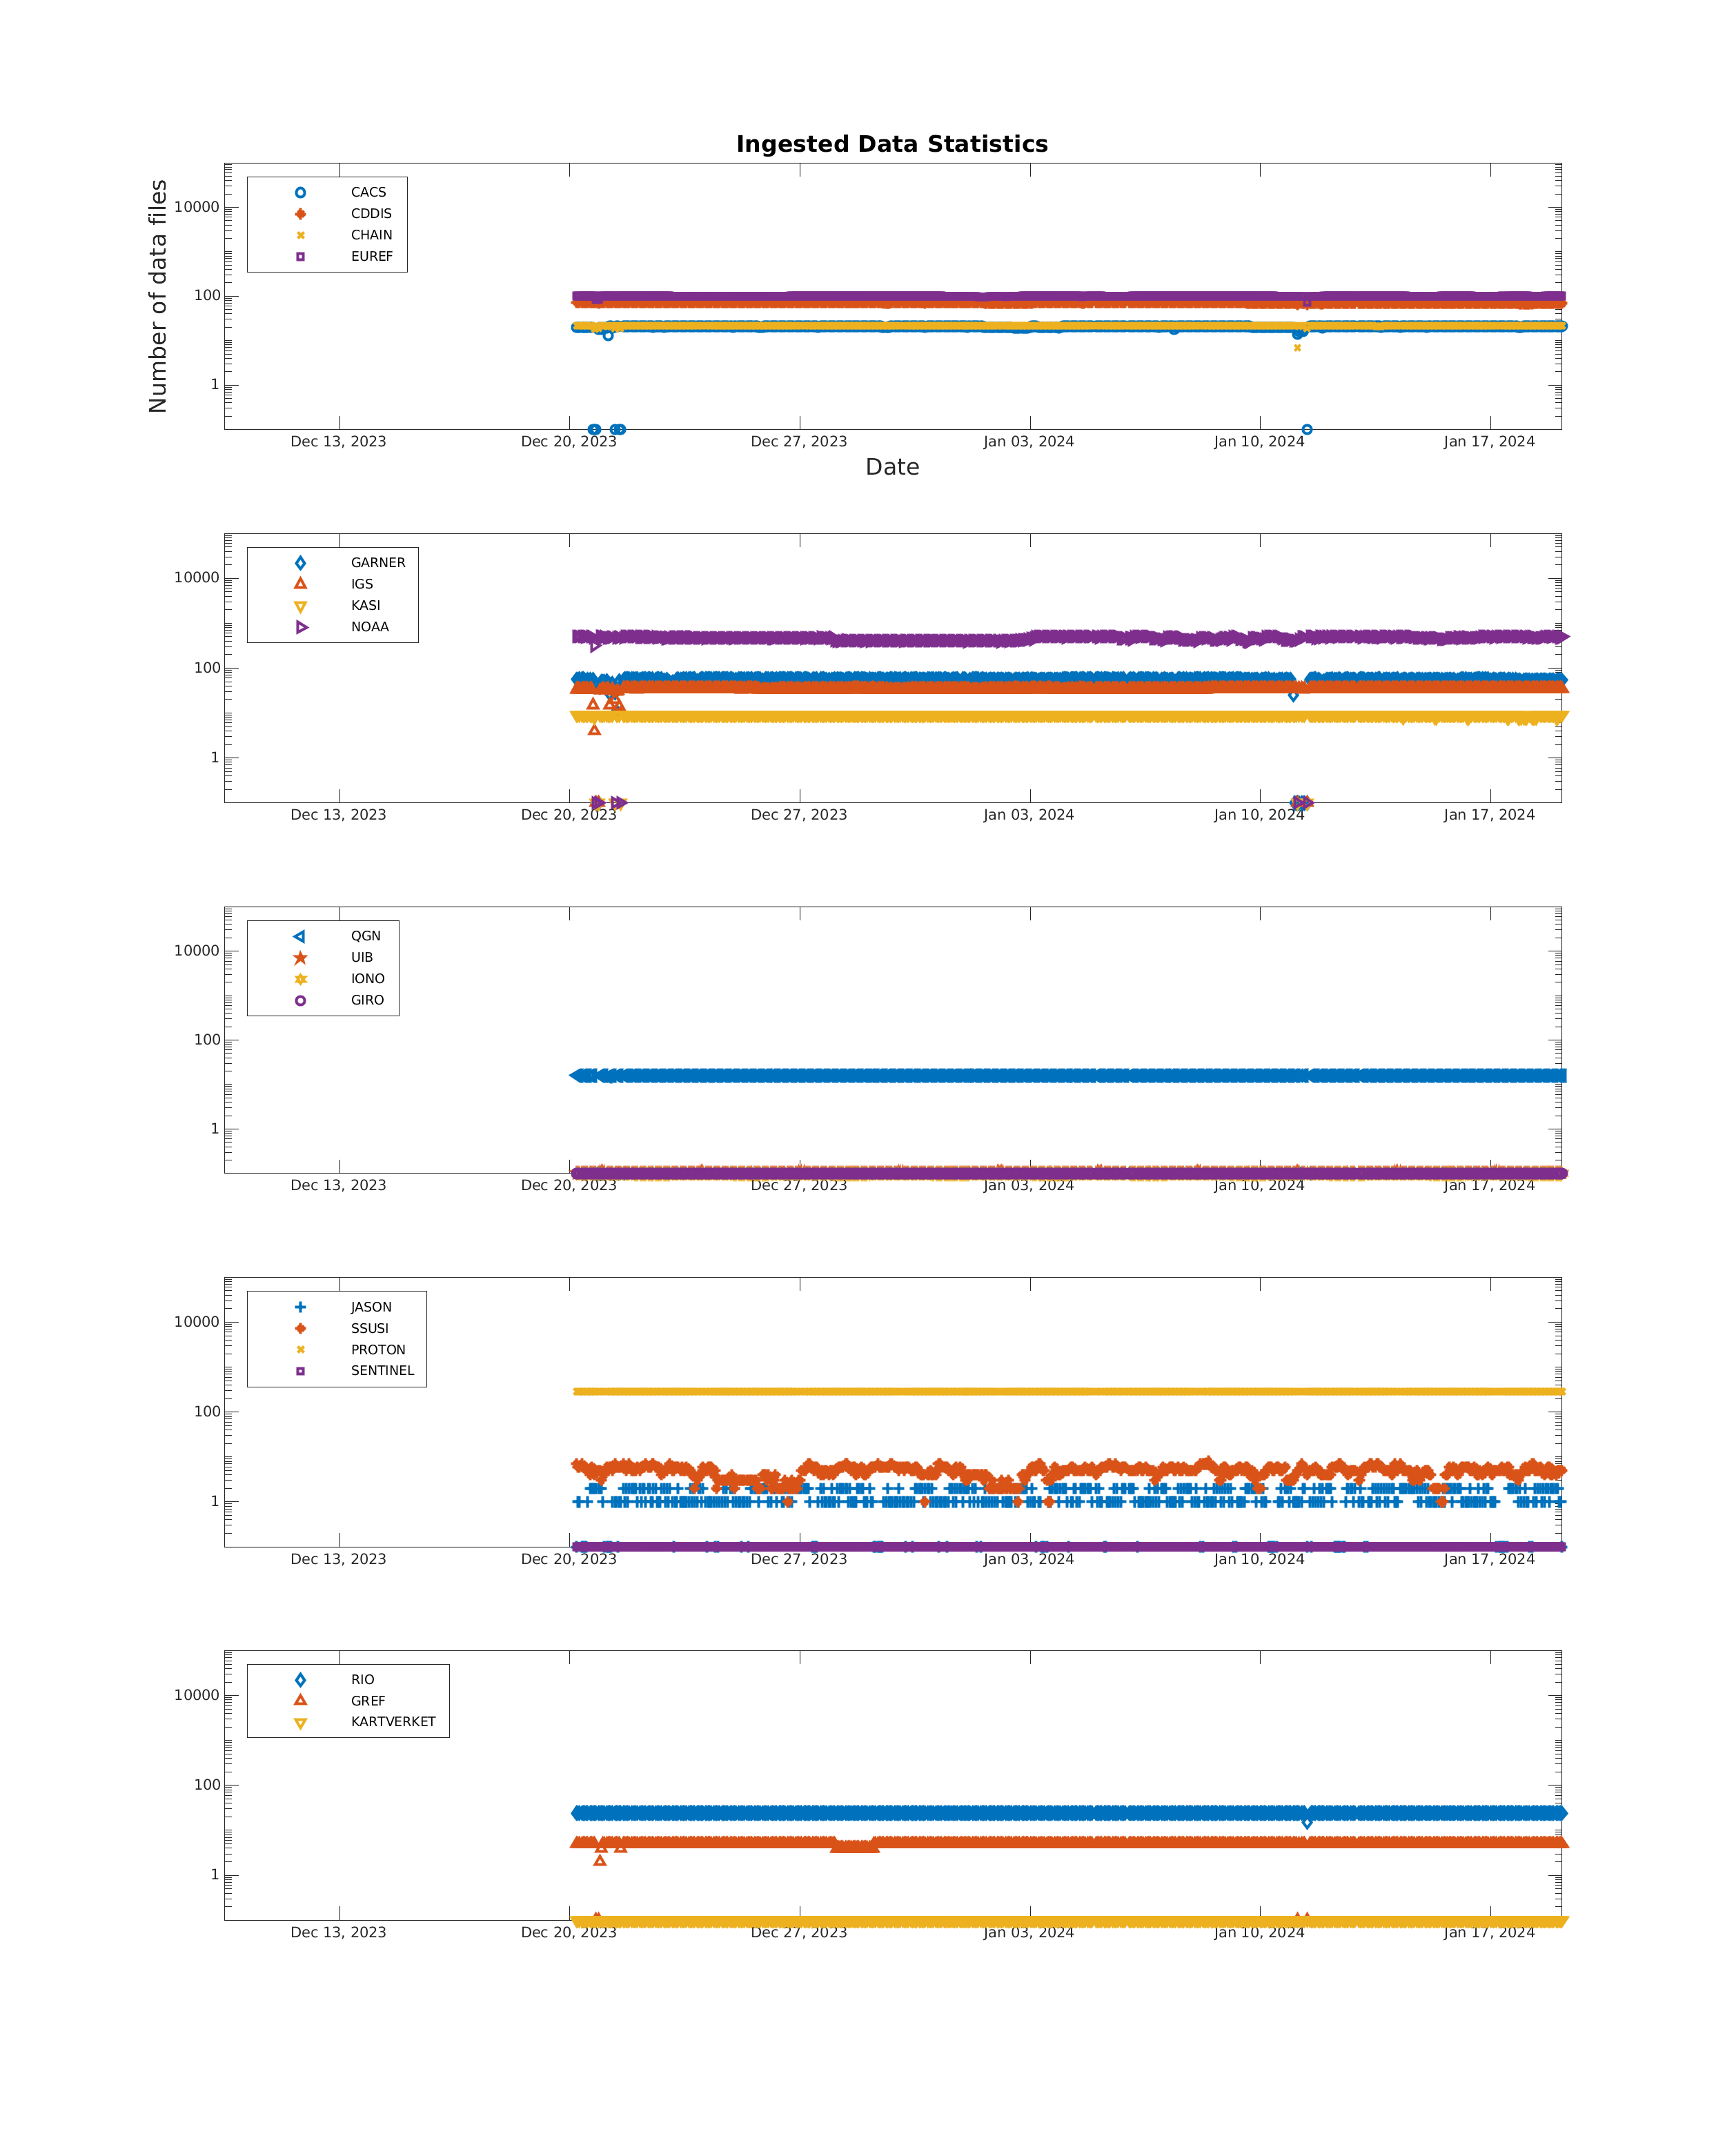 Ingested Data Statistics
Number of data files
10000
100
1
CACS
CDDIS
CHAIN
EUREF
Dec 13, 2023 Dec 20, 2023 Dec 27, 2023 Jan 03, 2024 Jan 10, 2024 Jan 17, 2024
Date
10000
100
1
GARNER
IGS
KASI
NOAA
Dec 13, 2023 Dec 20, 2023 Dec 27, 2023 Jan 03, 2024 Jan 10, 2024 Jan 17, 2024
10000
100
1
QGN
UIB
IONO
GIRO
Dec 13, 2023 Dec 20, 2023 Dec 27, 2023 Jan 03, 2024 Jan 10, 2024 Jan 17, 2024
10000
100
1
JASON
SSUSI
PROTON
SENTINEL
Dec 13, 2023 Dec 20, 2023 Dec 27, 2023 Jan 03, 2024 Jan 10, 2024 Jan 17, 2024
10000
100
1
RIO
GREF
KARTVERKET
Dec 13, 2023 Dec 20, 2023 Dec 27, 2023 Jan 03, 2024 Jan 10, 2024 Jan 17, 2024